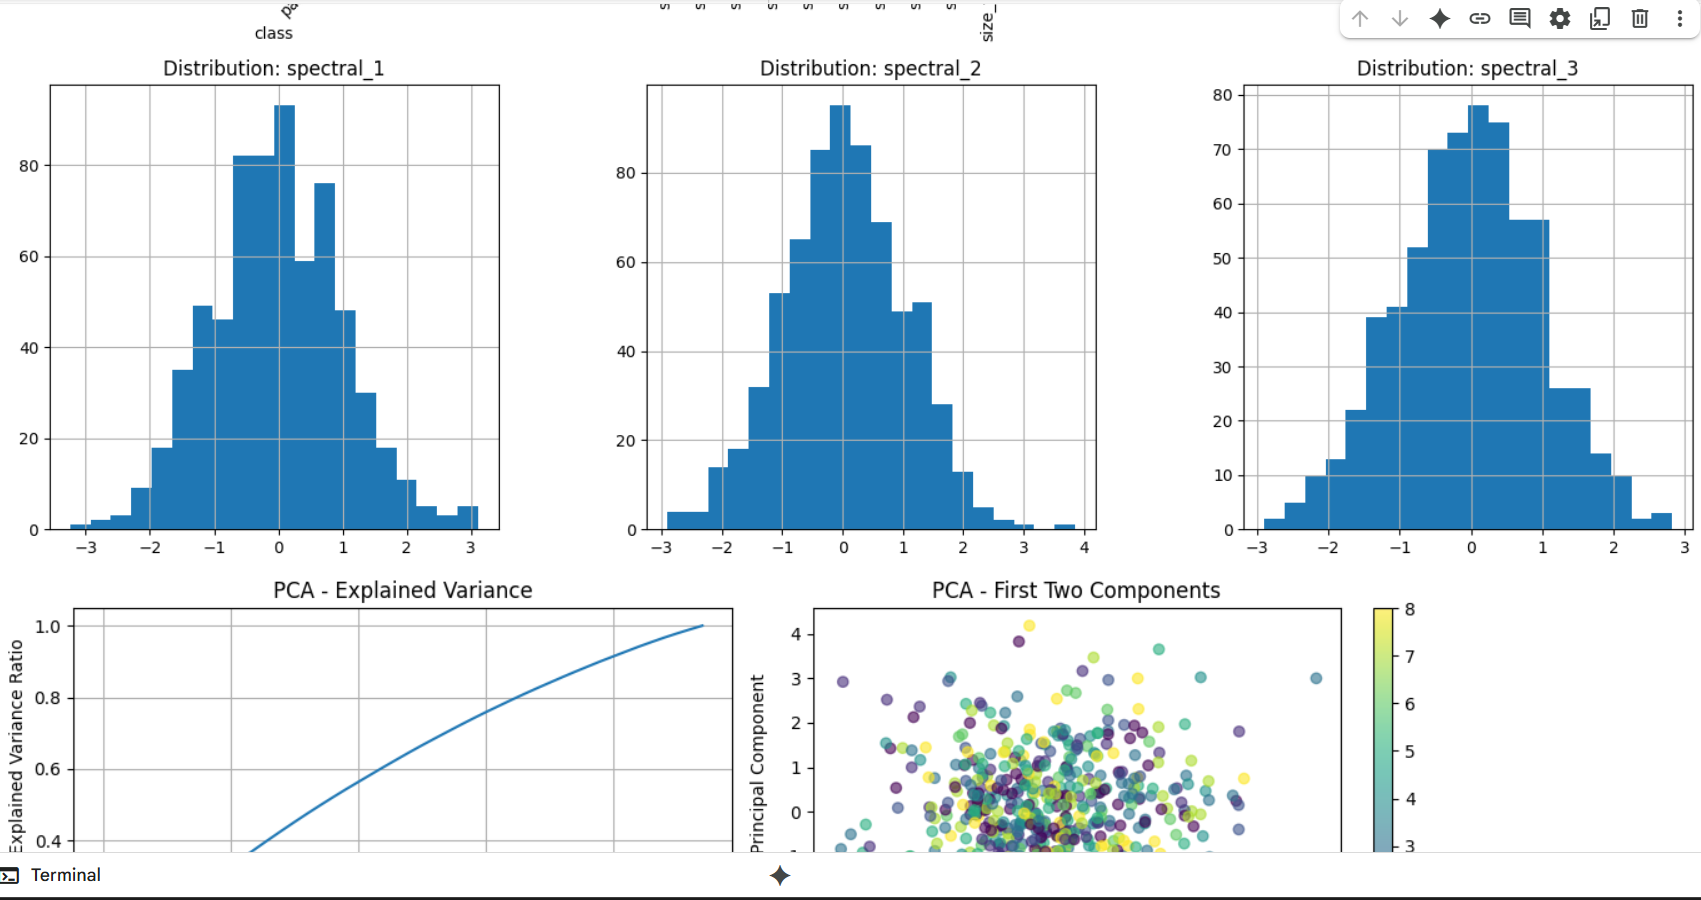 class
size_
Distribution: spectral_1
Distribution: spectral_2
Distribution: spectral_3
80
60
40
20
0
−3 −2 −1 0 1 2 3
80
60
40
20
0
−3 −2 −1 0 1 2 3 4
80
70
60
50
40
30
20
10
0
−3 −2 −1 0 1 2 3
PCA - Explained Variance
Explained Variance Ratio
1.0
0.8
0.6
0.4
PCA - First Two Components
Principal Component
4
3
2
1
0
8
7
6
5
4
3
Terminal